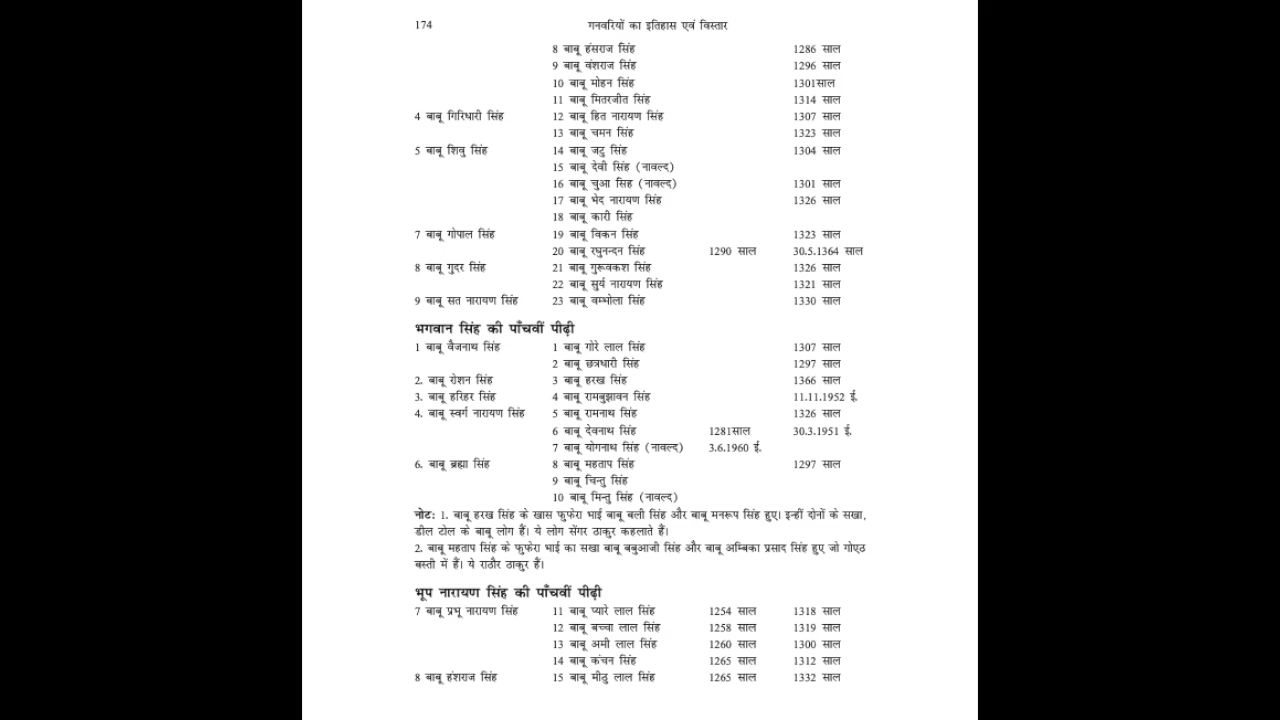 174 गनवरियों का इतिहास एवं विस्तार
8 बाबू हंसराज सिंह 1286 साल
9 बाबू वंशराज सिंह 1296 साल
10 बाबू मोहन सिंह 1301साल
11 बाबू मितरजीत सिंह 1314 साल
4 बाबू गिरिधारी सिंह 12 बाबू हित नारायण सिंह 1307 साल
13 बाबू चमन सिंह 1323 साल
5 बाबू शिवु सिंह 14 बाबू जटु सिंह 1304 साल
15 बाबू देवी सिंह (नावल्द)
16 बाबू चुआ सिंह (नावल्द) 1301 साल
17 बाबू भेद नारायण सिंह 1326 साल
18 बाबू कारी सिंह
7 बाबू गोपाल सिंह 19 बाबू विकन सिंह 1323 साल
20 बाबू रघुनन्दन सिंह 1290 साल 30.5.1364 साल
8 बाबू गुदर सिंह 21 बाबू गुरूवकश सिंह 1326 साल
22 बाबू सुर्य नारायण सिंह 1321 साल
9 बाबू सत नारायण सिंह 23 बाबू वम्भोला सिंह 1330 साल
भगवान सिंह की पाँचवीं पीढ़ी
1 बाबू वैजनाथ सिंह 1 बाबू गोरे लाल सिंह 1307 साल
2 बाबू छत्रधारी सिंह 1297 साल
2. बाबू रोशन सिंह 3 बाबू हरख सिंह 1366 साल
3. बाबू हरिहर सिंह 4 बाबू रामबुझावन सिंह 11.11.1952 ई.
4. बाबू स्वर्ग नारायण सिंह 5 बाबू रामनाथ सिंह 1326 साल
6 बाबू देवनाथ सिंह 1281साल 30.3.1951 ई.
7 बाबू योगनाथ सिंह (नावल्द) 3.6.1960 ई.
6. बाबू ब्रह्मा सिंह 8 बाबू महताप सिंह 1297 साल
9 बाबू चिन्तु सिंह
10 बाबू मिन्तु सिंह (नावल्द)
नोट: 1. बाबू हरख सिंह के खास फुफेरा भाई बाबू बली सिंह और बाबू मनरूप सिंह हुए। इन्हीं दोनों के सखा,
डील टोल के बाबू लोग हैं। ये लोग सेंगर ठाकुर कहलाते हैं।
2. बाबू महताप सिंह के फुफेरा भाई का सखा बाबू बबुआजी सिंह और बाबू अम्बिका प्रसाद सिंह हुए जो गोएठ
बस्ती में हैं। ये राठौर ठाकुर हैं।
भूप नारायण सिंह की पाँचवीं पीढ़ी
7 बाबू प्रभू नारायण सिंह 11 बाबू प्यारे लाल सिंह 1254 साल 1318 साल
12 बाबू बच्चा लाल सिंह 1258 साल 1319 साल
13 बाबू अमी लाल सिंह 1260 साल 1300 साल
14 बाबू कंचन सिंह 1265 साल 1312 साल
8 बाबू हंशराज सिंह 15 बाबू मीठु लाल सिंह 1265 साल 1332 साल